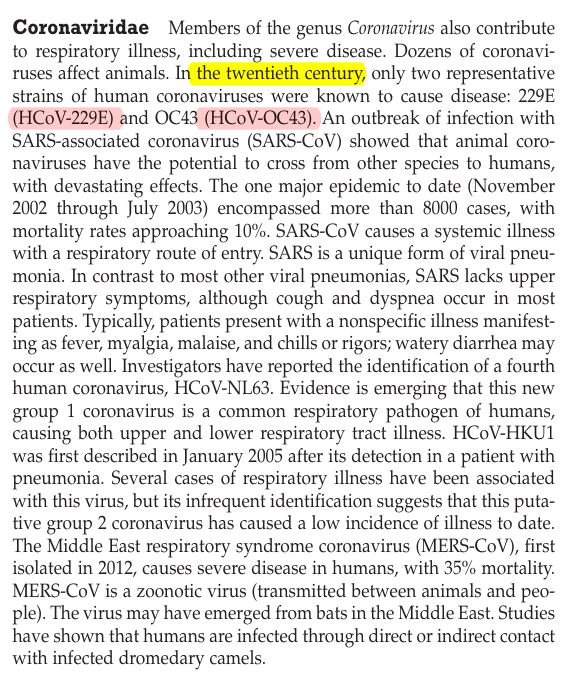 Coronaviridae Members of the genus Coronavirus also contribute
to respiratory illness, including severe disease. Dozens of coronavi-
ruses affect animals. In the twentieth century, only two representative
strains of human coronaviruses were known to cause disease: 229E
(HCoV-229E) and OC43 (HCoV-OC43). An outbreak of infection with
SARS-associated coronavirus (SARS-CoV) showed that animal coro-
naviruses have the potential to cross from other species to humans,
with devastating effects. The one major epidemic to date (November
2002 through July 2003) encompassed more than 8000 cases, with
mortality rates approaching 10%. SARS-CoV causes a systemic illness
with a respiratory route of entry. SARS is a unique form of viral pneu-
monia. In contrast to most other viral pneumonias, SARS lacks upper
respiratory symptoms, although cough and dyspnea occur in most
patients. Typically, patients present with a nonspecific illness manifest-
ing as fever, myalgia, malaise, and chills or rigors; watery diarrhea may
occur as well. Investigators have reported the identification of a fourth
human coronavirus, HCoV-NL63. Evidence is emerging that this new
group 1 coronavirus is a common respiratory pathogen of humans,
causing both upper and lower respiratory tract illness. HCoV-HKU1
was first described in January 2005 after its detection in a patient with
pneumonia. Several cases of respiratory illness have been associated
with this virus, but its infrequent identification suggests that this puta-
tive group 2 coronavirus has caused a low incidence of illness to date.
The Middle East respiratory syndrome coronavirus (MERS-CoV), first
isolated in 2012, causes severe disease in humans, with 35% mortality.
MERS-CoV is a zoonotic virus (transmitted between animals and peo-
ple). The virus may have emerged from bats in the Middle East. Studies
have shown that humans are infected through direct or indirect contact
with infected dromedary camels.